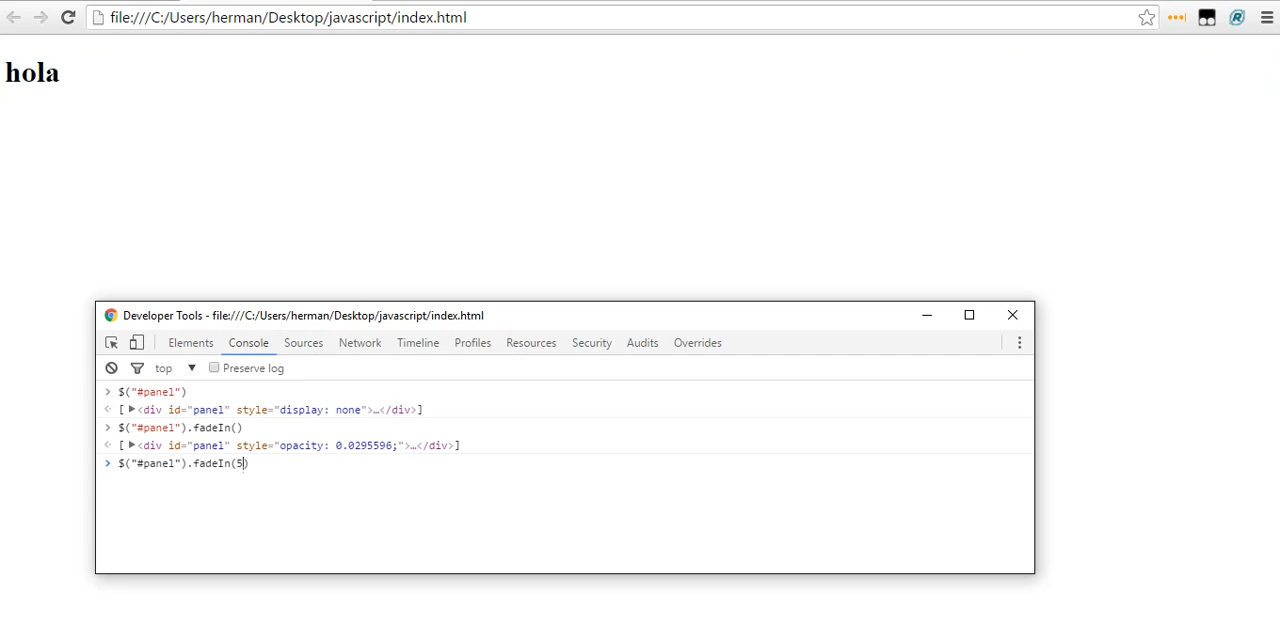 file:///C:/Users/herman/Desktop/javascript/index.html
hola
Developer Tools - file:///C:/Users/herman/Desktop/javascript/index.html
Elements Console Sources Network Timeline Profiles Resources Security Audits Overrides
top ▼ Preserve log
> $("#panel")
<· [▶<div id="panel" style="display: none">…</div>]
> $("#panel").fadeIn()
<· [▶<div id="panel" style="opacity: 0.0295596;">…</div>]
> $("#panel").fadeIn(5)